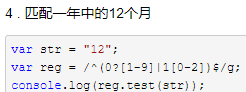 4 . 匹配一年中的12个月
var str = "12";
var reg = /^(0?[1-9]|1[0-2])$/g;
console.log(reg.test(str));